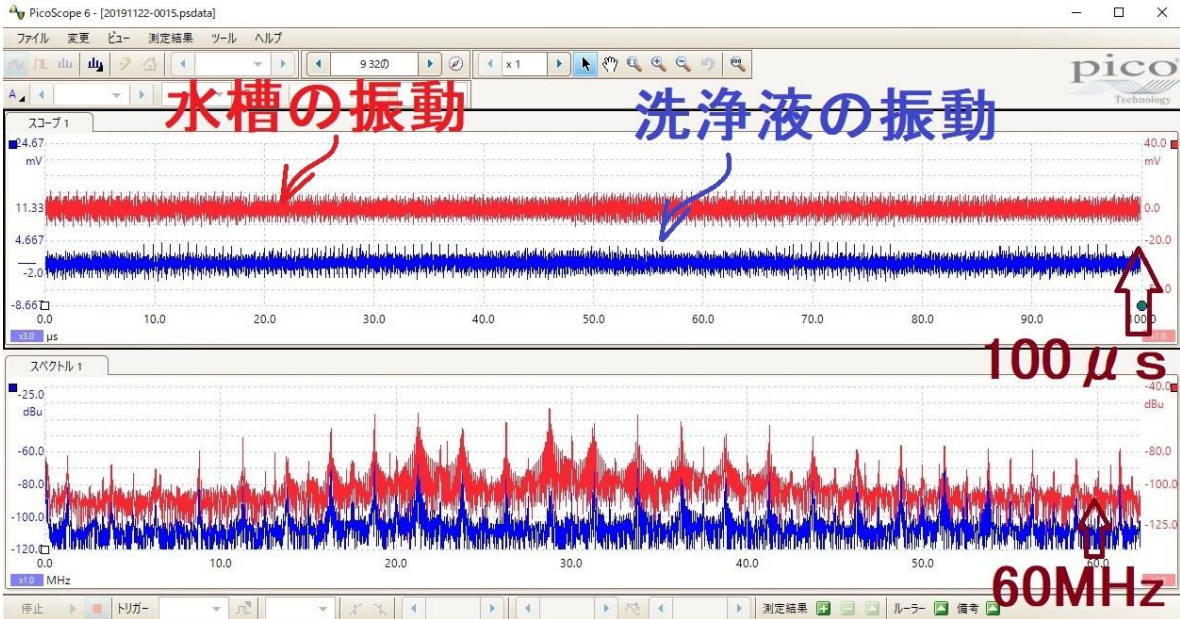 PicoScope 6 - [20191122-0015.psdata]
ファイル 変更 ビュー 測定結果 ツール ヘルプ
9 320の x 1
pico
Technology
A
水槽の振動 洗浄液の振動
スコープ 1
24.67 40.0
mV mV
11.33 0.0
4.667 -20.0
-2.0
-8.667
0.0 10.0 20.0 30.0 40.0 50.0 60.0 70.0 80.0 90.0 100.0
x3.0 µs x1.0
100μs
スペクトル 1
-25.0 -40.0
dBu dBu
-60.0 -80.0
-80.0 -100.0
-100.0 -125.0
-120.0
0.0 10.0 20.0 30.0 40.0 50.0 60.0
x1.0 MHz
60MHz
停止 トリガー 測定結果 ルーラー 備考